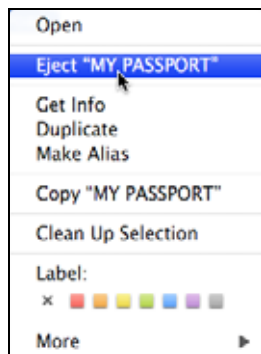 Open
Eject "MY PASSPORT"
Get Info
Duplicate
Make Alias
Copy "MY PASSPORT"
Clean Up Selection
Label:
More